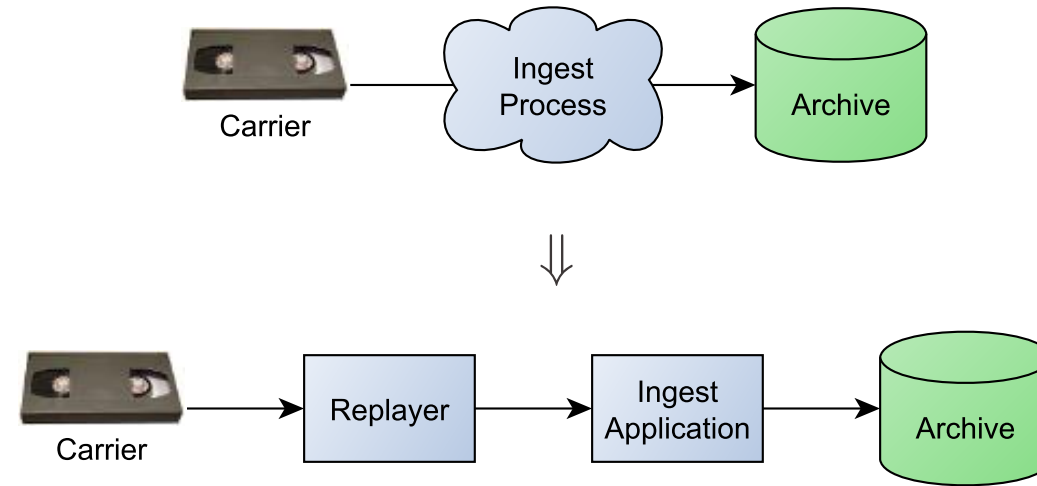 Ingest
Process
Archive
Carrier
⇓
Carrier
Replayer
Ingest
Application
Archive